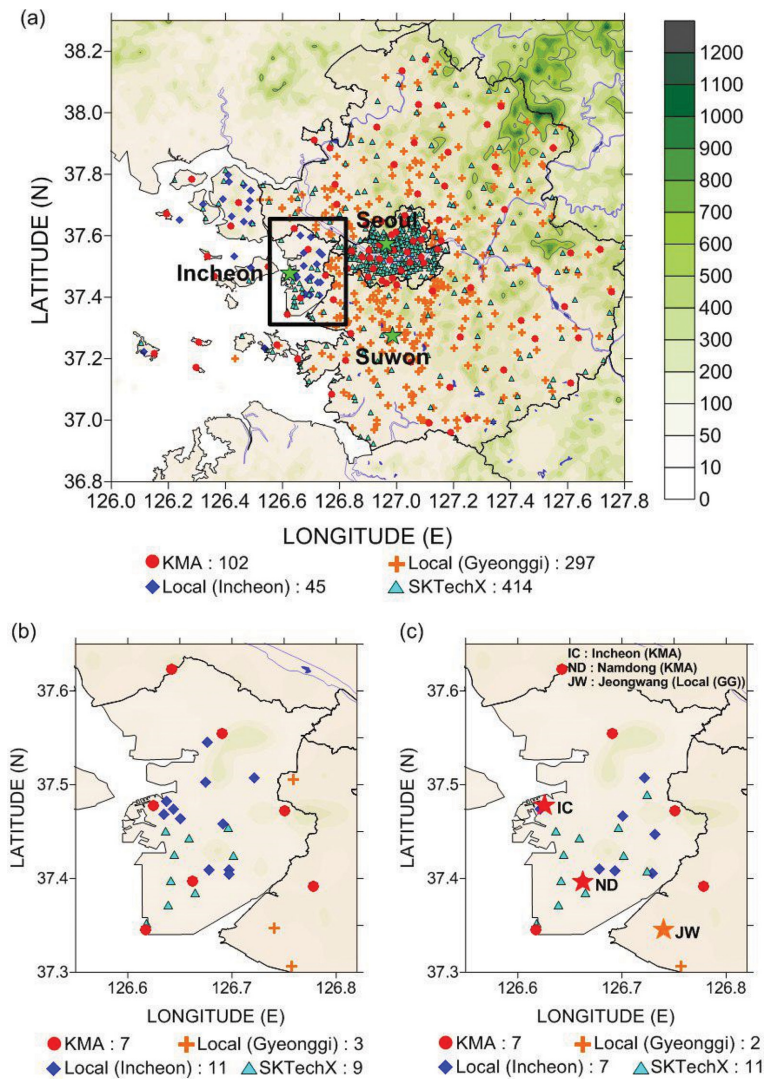 (a)
38.2
38.0
37.8
37.6
37.4
37.2
37.0
36.8
LATITUDE (N)
Seoul
Incheon
Suwon
126.0 126.2 126.4 126.6 126.8 127.0 127.2 127.4 127.6 127.8
LONGITUDE (E)
1200
1100
1000
900
800
700
600
500
400
300
200
100
50
10
0
KMA : 102
Local (Gyeonggi) : 297
Local (Incheon) : 45
SKTechX : 414
(b)
37.6
37.5
37.4
37.3
LATITUDE (N)
126.6 126.7 126.8
LONGITUDE (E)
KMA : 7
Local (Gyeonggi) : 3
Local (Incheon) : 11
SKTechX : 9
(c)
IC : Incheon (KMA)
ND : Namdong (KMA)
JW : Jeongwang (Local (GG))
37.6
37.5
37.4
37.3
LATITUDE (N)
IC
ND
JW
126.6 126.7 126.8
LONGITUDE (E)
KMA : 7
Local (Gyeonggi) : 2
Local (Incheon) : 7
SKTechX : 11